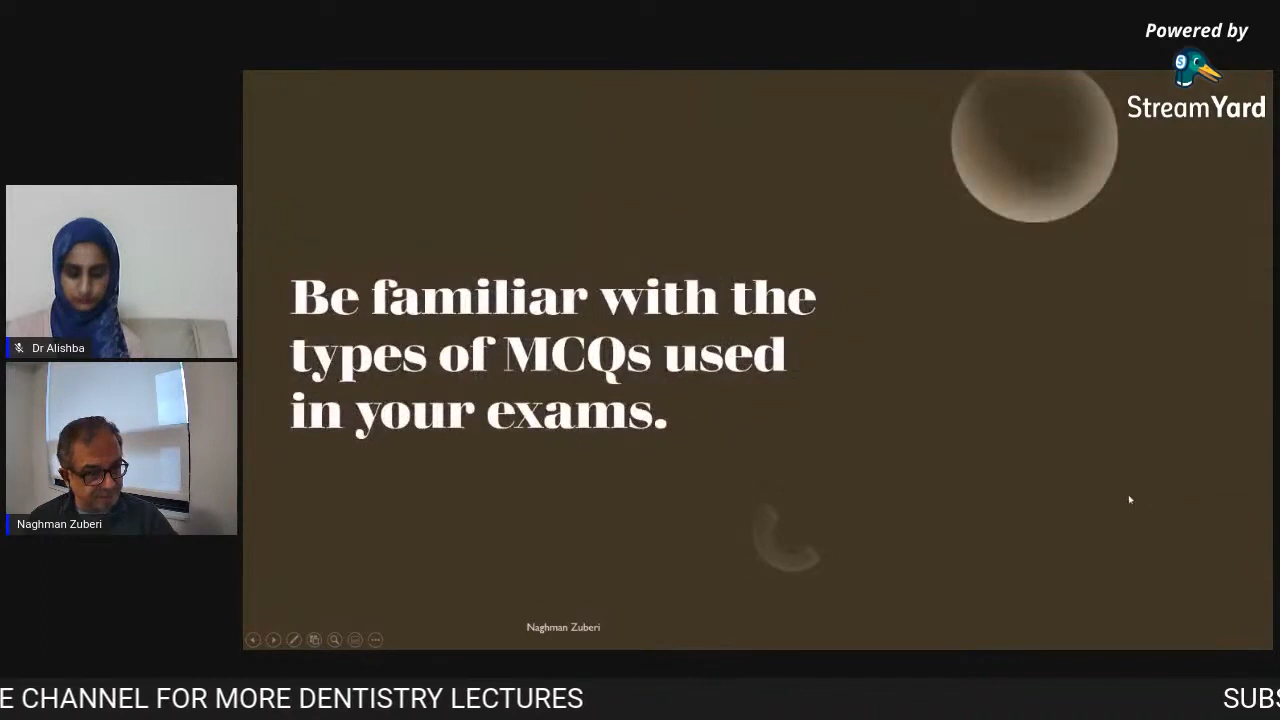 Powered by
StreamYard
Be familiar with the
types of MCQs used
in your exams.
Dr Alishba
Naghman Zuberi
Naghman Zuberi
E CHANNEL FOR MORE DENTISTRY LECTURES
SUBS